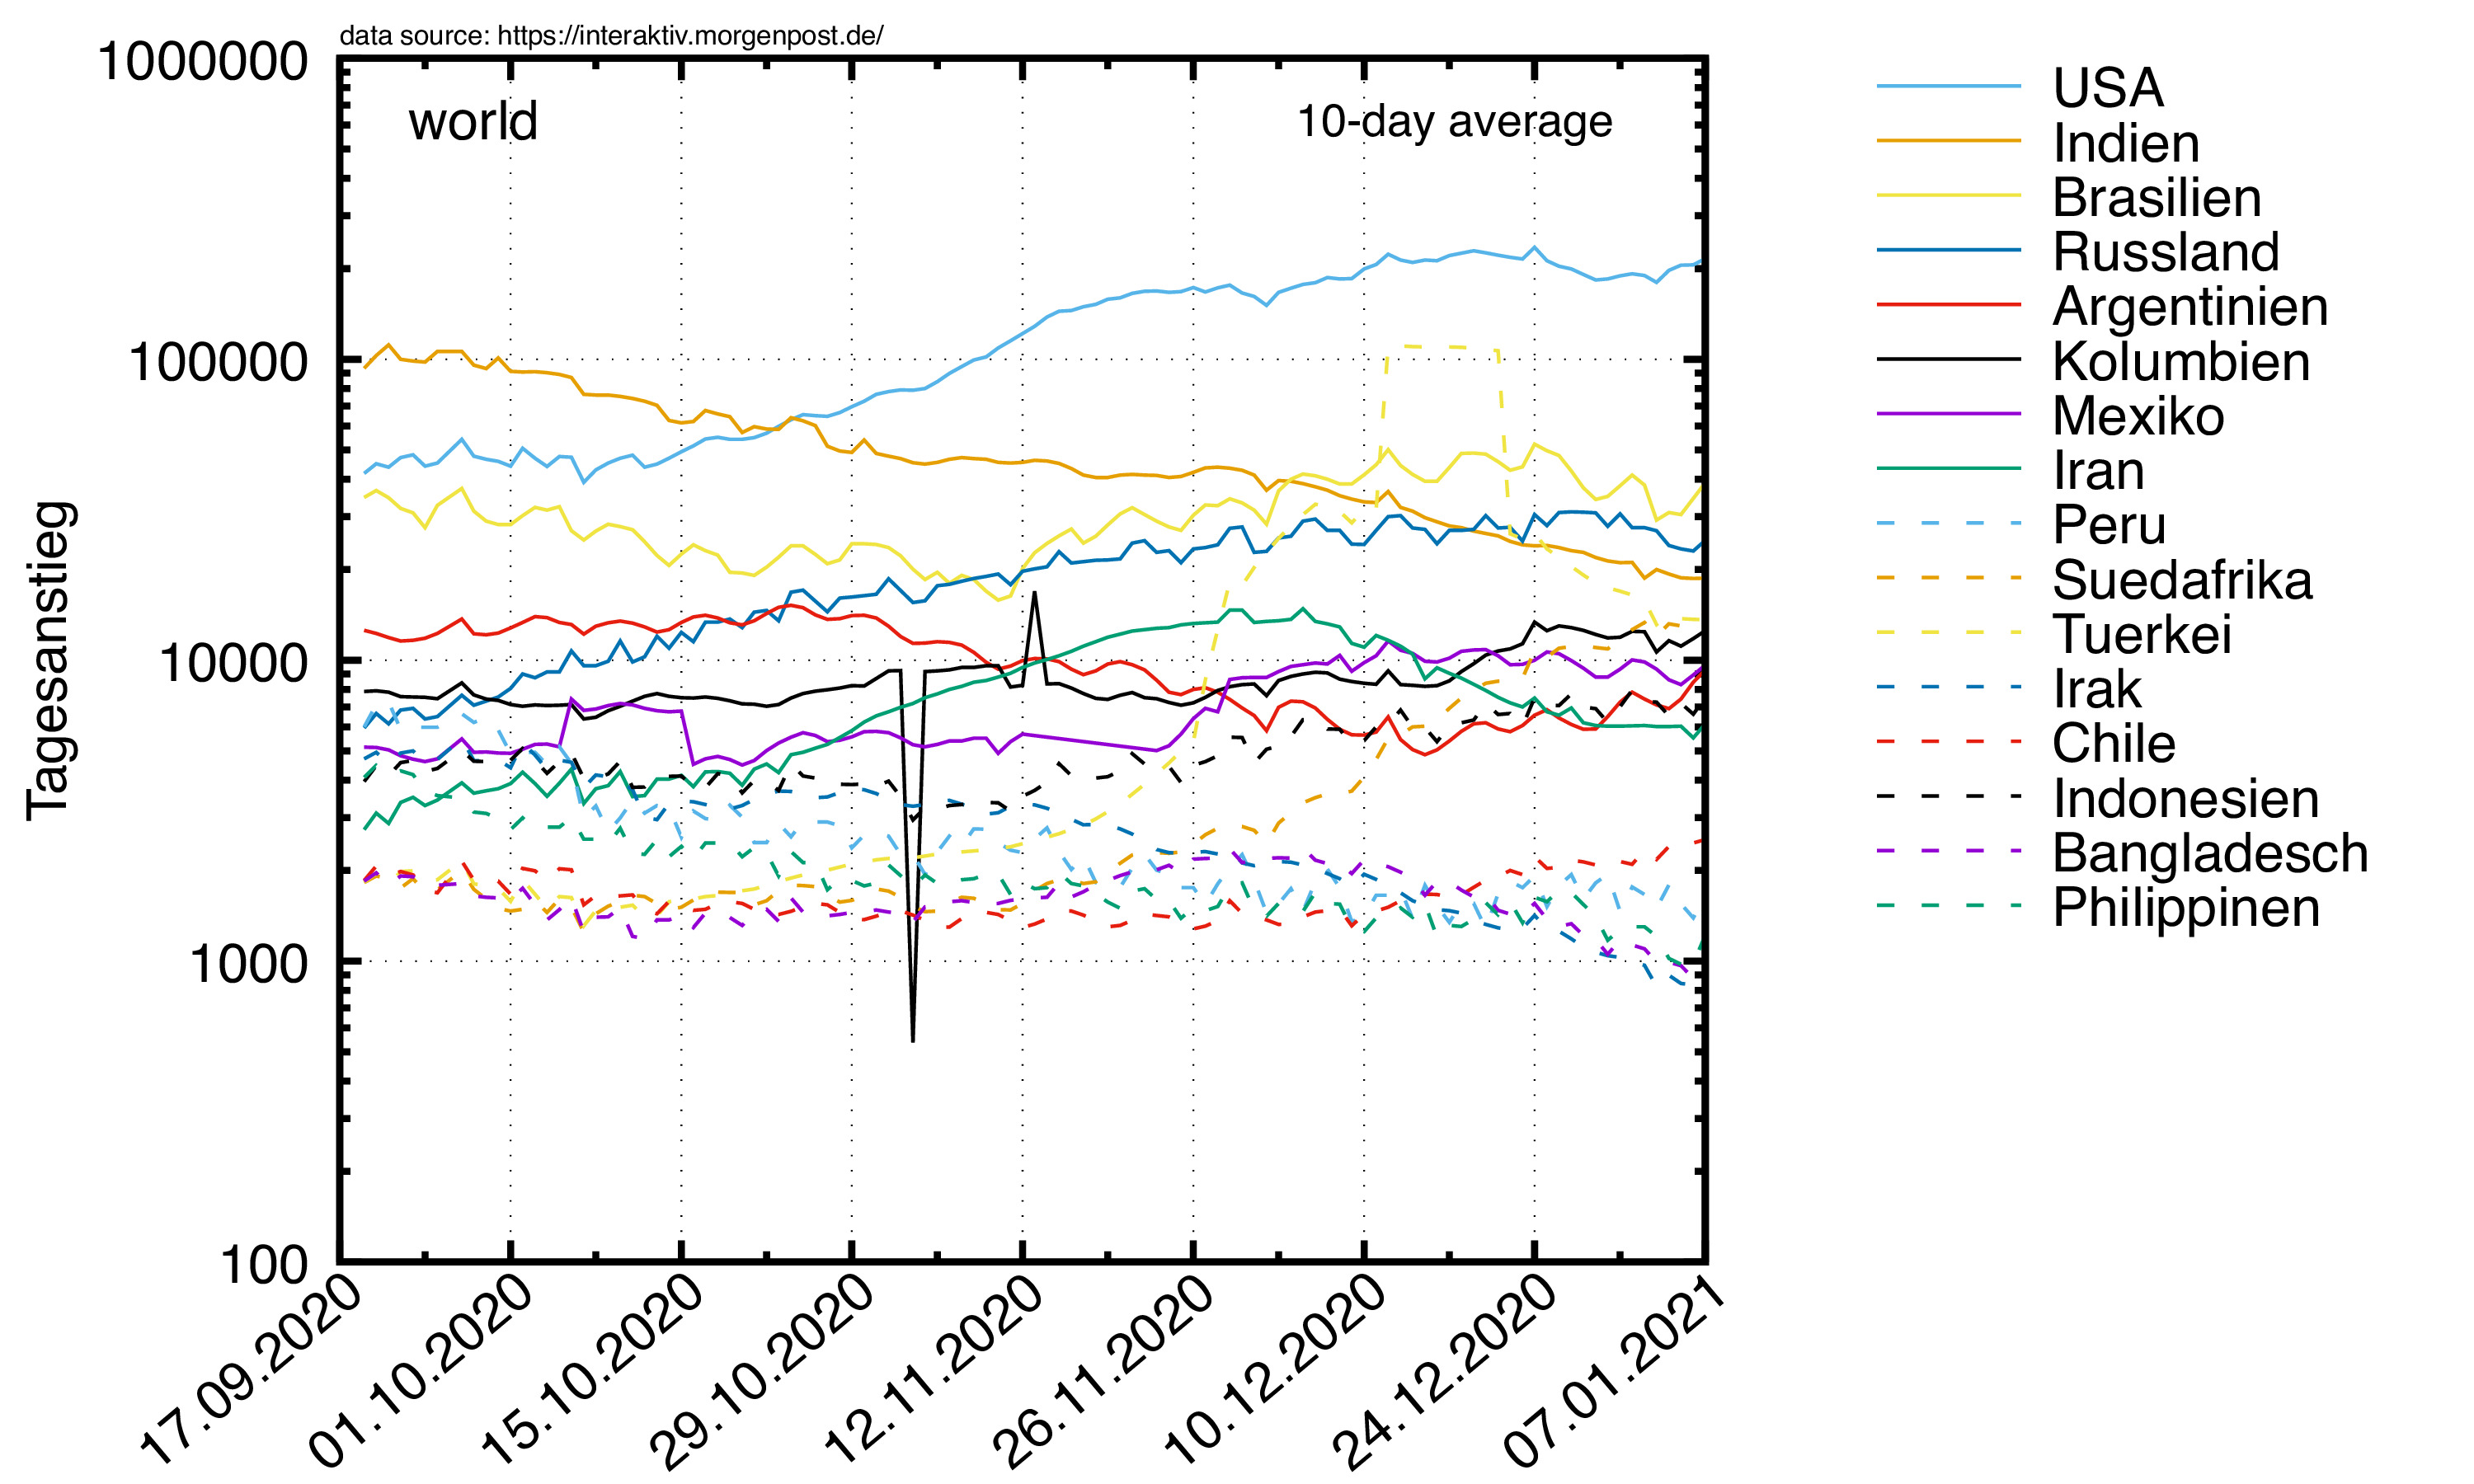 data source: https://interaktiv.morgenpost.de/
world
10-day average
Tagesanstieg
1000000
100000
10000
1000
100
17.09.2020
01.10.2020
15.10.2020
29.10.2020
12.11.2020
26.11.2020
10.12.2020
24.12.2020
07.01.2021
USA
Indien
Brasilien
Russland
Argentinien
Kolumbien
Mexiko
Iran
Peru
Suedafrika
Tuerkei
Irak
Chile
Indonesien
Bangladesch
Philippinen